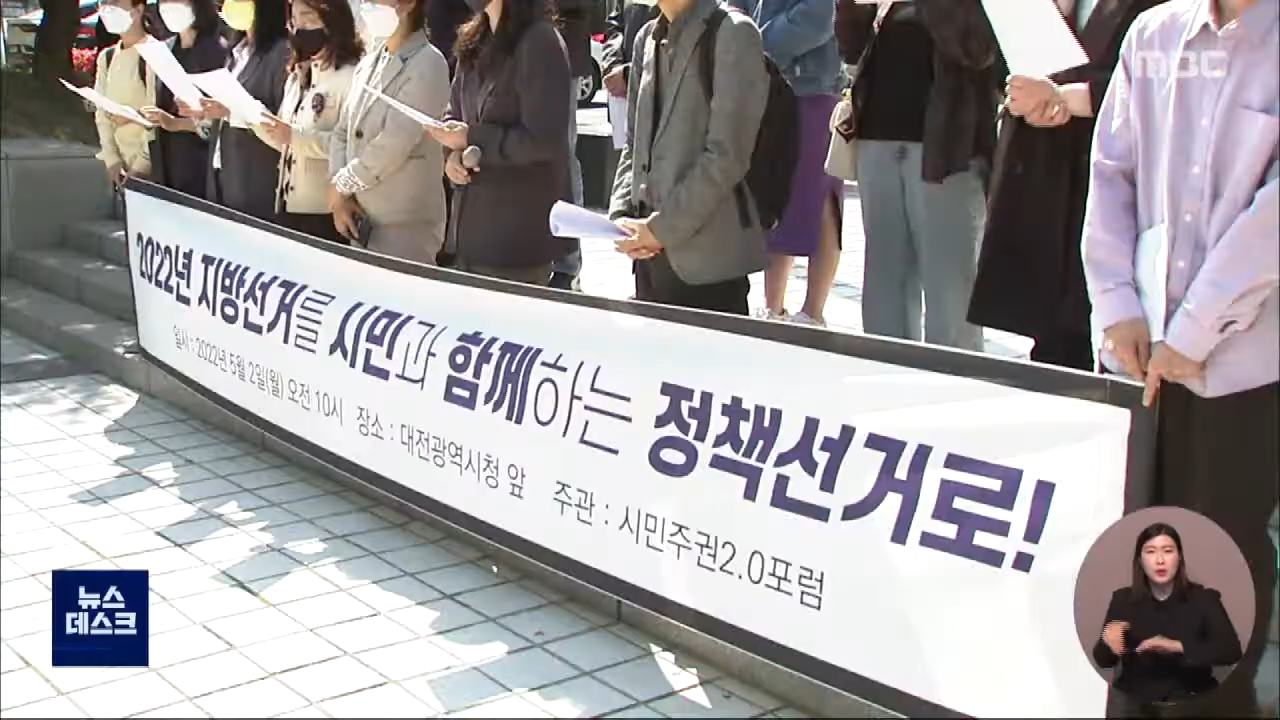 MBC
2022년 지방선거를 시민과 함께하는 정책선거로!
일시 : 2022년 5월 2일(월) 오전 10시 장소 : 대전광역시청 앞 주관 : 시민주권2.0포럼
뉴스
데스크